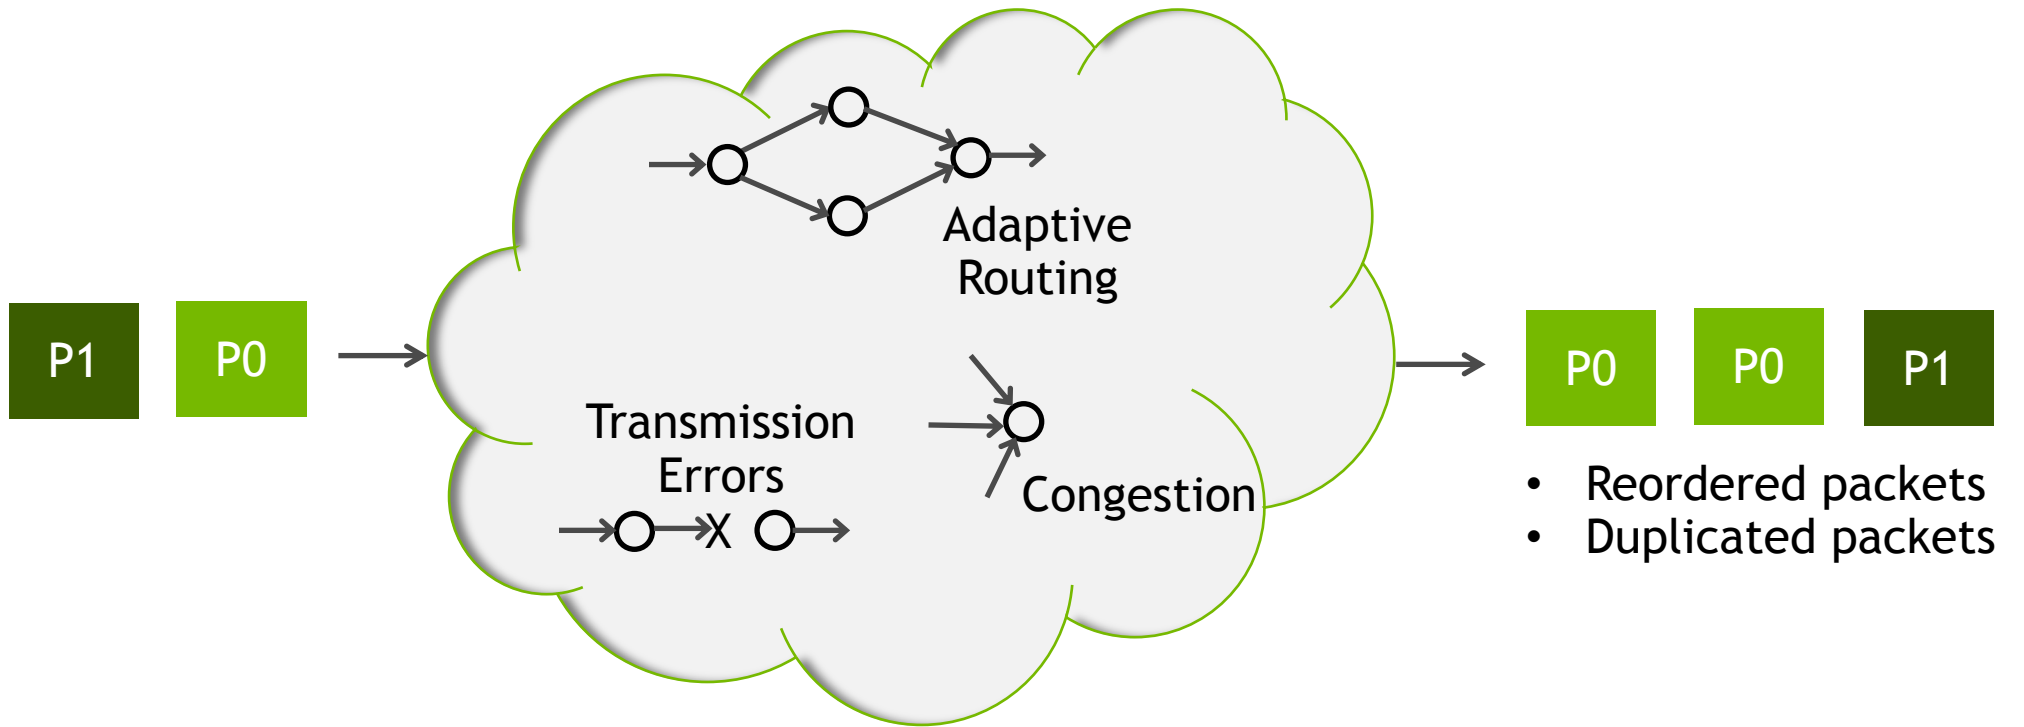 Adaptive
Routing
P1
P0
P0
P0
P1
Transmission
Errors
X
Congestion
• Reordered packets
• Duplicated packets